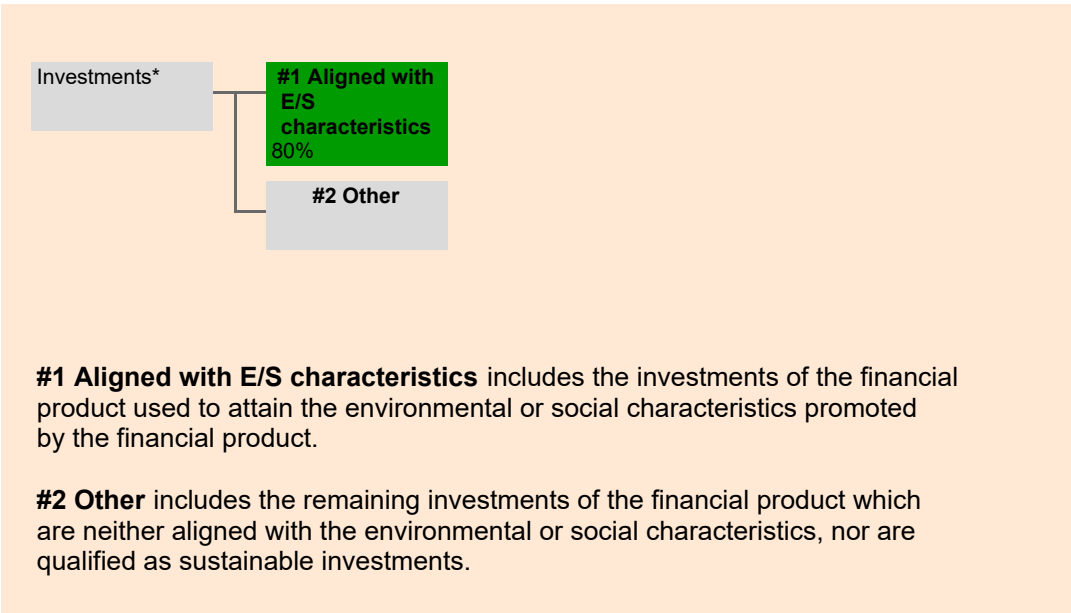 Investments*
#1 Aligned with
E/S
characteristics
80%
#2 Other
#1 Aligned with E/S characteristics includes the investments of the financial
product used to attain the environmental or social characteristics promoted
by the financial product.
#2 Other includes the remaining investments of the financial product which
are neither aligned with the environmental or social characteristics, nor are
qualified as sustainable investments.